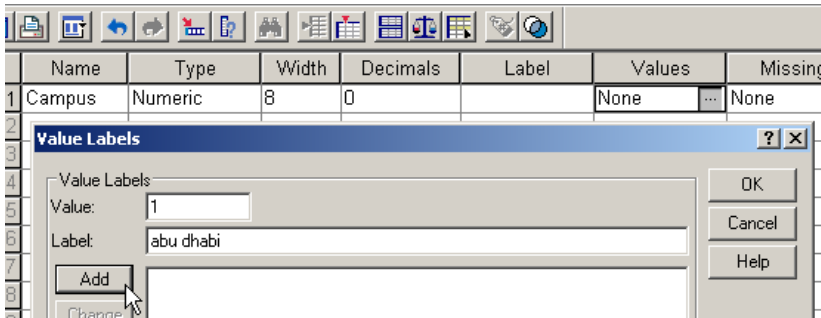 Name Type Width Decimals Label Values Missing
1 Campus Numeric 8 0 None ... None
2
Value Labels
3
4 Value Labels OK
5 Value: 1
Cancel
6 Label: abu dhabi
7 Help
Add
8
Change